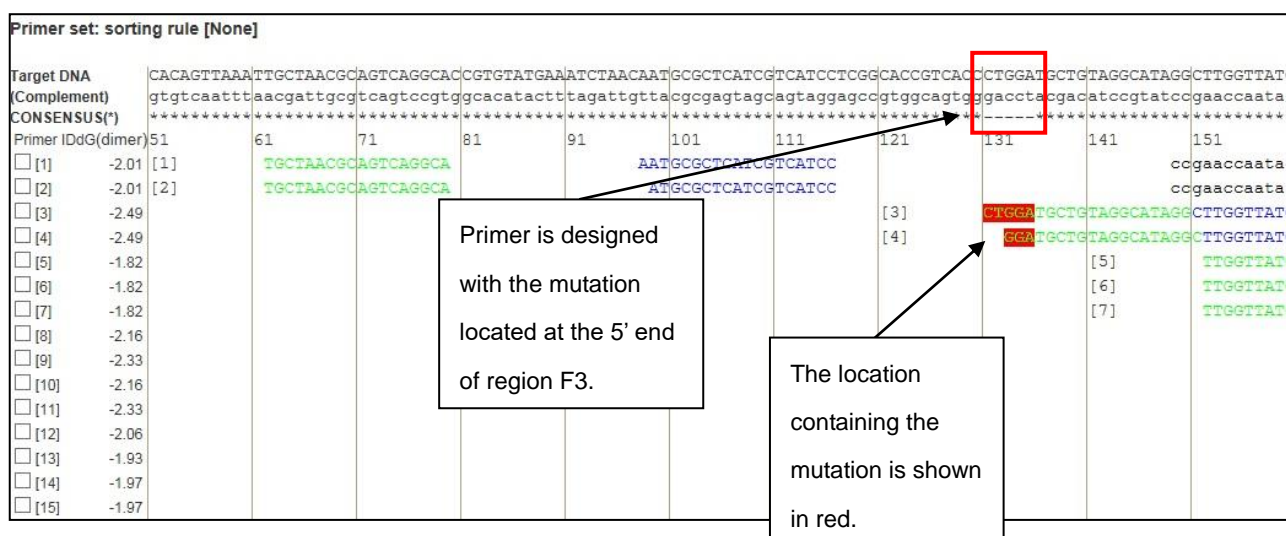 Primer set: sorting rule [None]
Target DNA CACAGTTAAATTGCTAACGCAGTCAGGCACCGTGTATGAAATCTAACAATGCGCTCATCGTCATCCTCGGCACCGTCACCCTGGATGCTGTAGGCATAGGCTTGGTTAT
(Complement) gtgtcaatttaacgattgcgtcagtccgtggcacatactttagattgttacgcgagtagcagtaggagccgtggcagtgggacctacgacatccgtatccgaaccaata
CONSENSUS(*) ********************************************************************************-----************************
Primer ID dG(dimer) 51 61 71 81 91 101 111 121 131 141 151
[1] -2.01 [1] TGCTAACGCAGTCAGGCA AATGCGCTCATCGTCATCC ccgaaccaata
[2] -2.01 [2] TGCTAACGCAGTCAGGCA ATGCGCTCATCGTCATCC ccgaaccaata
[3] -2.49 [3] CTGGATGCTGTAGGCATAGGCTTGGTTAT
[4] -2.49 [4] GGATGCTGTAGGCATAGGCTTGGTTAT
[5] -1.82 [5] TTGGTTAT
[6] -1.82 [6] TTGGTTAT
[7] -1.82 [7] TTGGTTAT
[8] -2.16
[9] -2.33
[10] -2.16
[11] -2.33
[12] -2.06
[13] -1.93
[14] -1.97
[15] -1.97
Primer is designed
with the mutation
located at the 5’ end
of region F3.
The location
containing the
mutation is shown
in red.